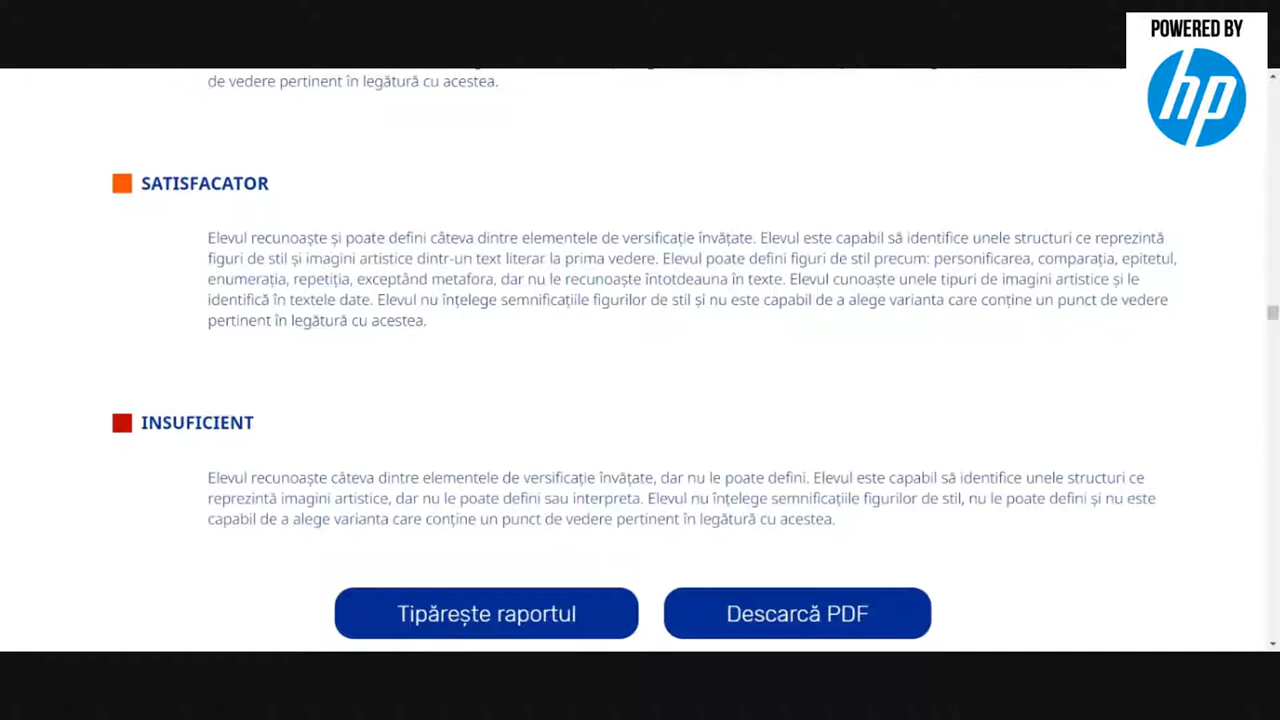 POWERED BY
hp
de vedere pertinent în legătură cu acestea.
SATISFACATOR
Elevul recunoaște și poate defini câteva dintre elementele de versificație învățate. Elevul este capabil să identifice unele structuri ce reprezintă
figuri de stil și imagini artistice dintr-un text literar la prima vedere. Elevul poate defini figuri de stil precum: personificarea, comparația, epitetul,
enumerația, repetiția, exceptând metafora, dar nu le recunoaște întotdeauna în texte. Elevul cunoaște unele tipuri de imagini artistice și le
identifică în textele date. Elevul nu înțelege semnificațiile figurilor de stil și nu este capabil de a alege varianta care conține un punct de vedere
pertinent în legătură cu acestea.
INSUFICIENT
Elevul recunoaște câteva dintre elementele de versificație învățate, dar nu le poate defini. Elevul este capabil să identifice unele structuri ce
reprezintă imagini artistice, dar nu le poate defini sau interpreta. Elevul nu înțelege semnificațiile figurilor de stil, nu le poate defini și nu este
capabil de a alege varianta care conține un punct de vedere pertinent în legătură cu acestea.
Tipărește raportul
Descarcă PDF